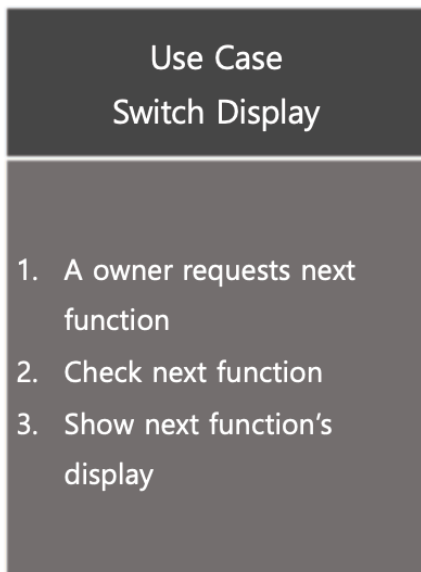 Use Case
Switch Display
1. A owner requests next
function
2. Check next function
3. Show next function’s
display